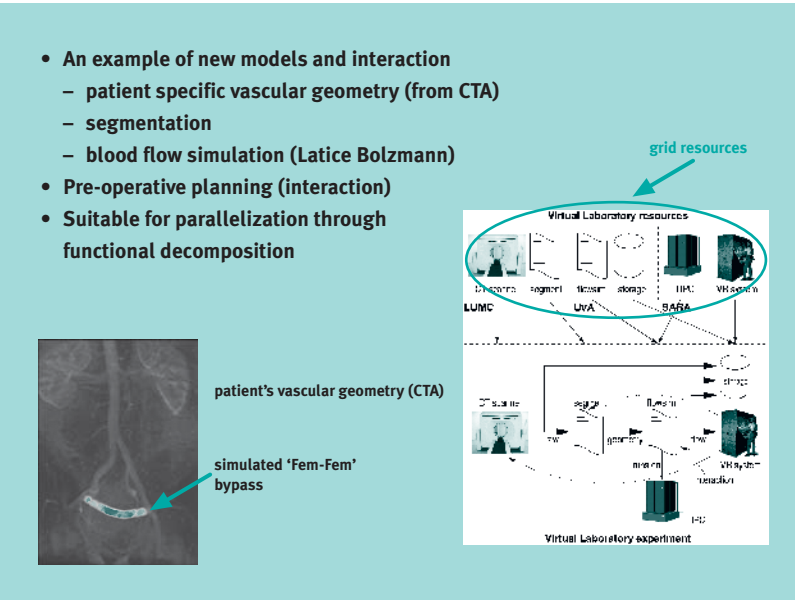 • An example of new models and interaction
– patient specific vascular geometry (from CTA)
– segmentation
– blood flow simulation (Latice Bolzmann)
• Pre-operative planning (interaction)
• Suitable for parallelization through
functional decomposition
grid resources
Virtual Laboratory resources
segment
flowsim
storage
VR system
LUMC
UvA
SARA
patient's vascular geometry (CTA)
simulated 'Fem-Fem'
bypass
storage
VR system
interaction
Virtual Laboratory experiment